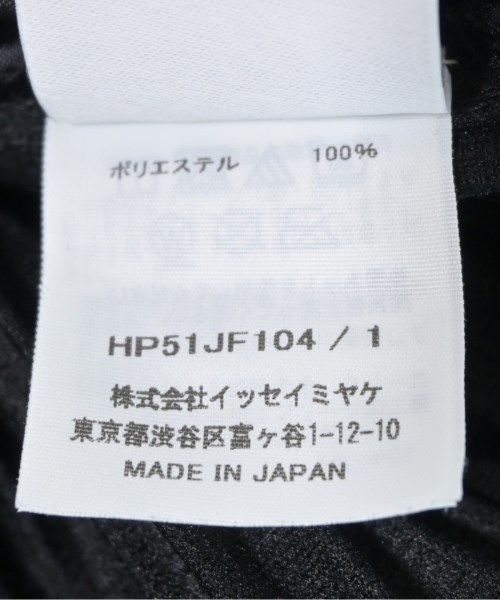 ポリエステル 100%
HP51JF104 / 1
株式会社イッセイミヤケ
東京都渋谷区富ヶ谷1-12-10
MADE IN JAPAN